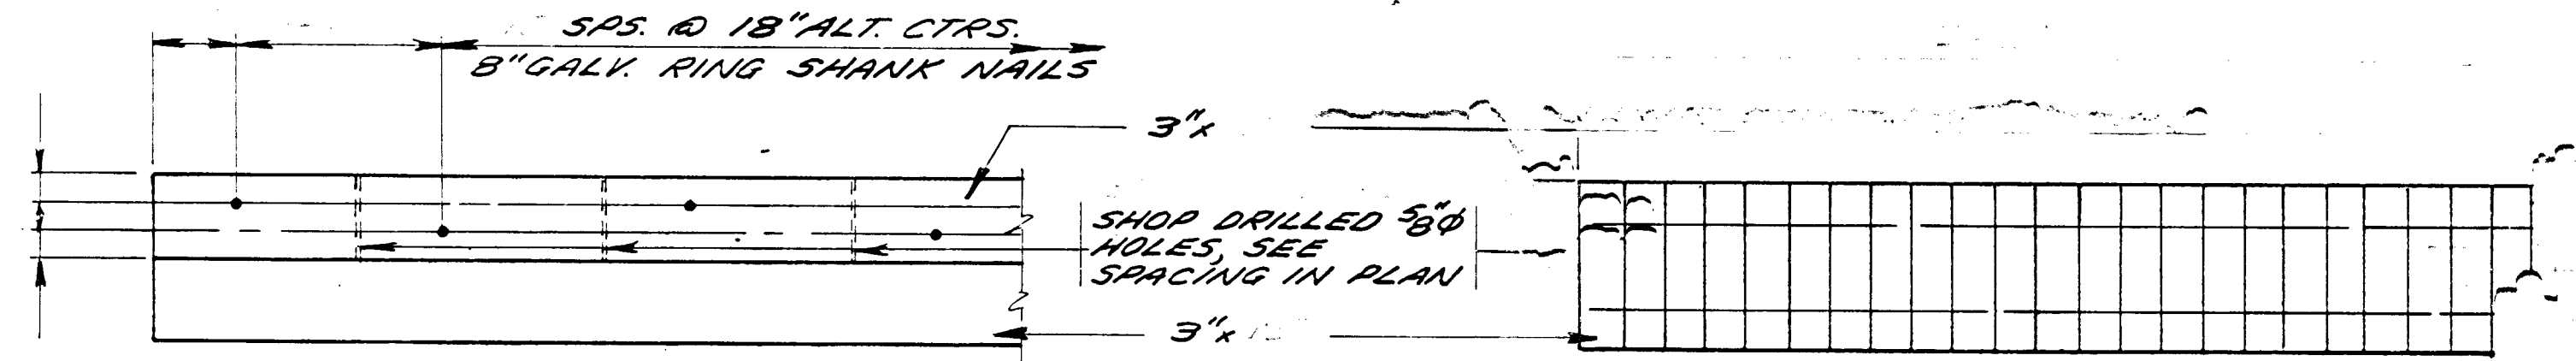 SPS. @ 18" ALT. CTRS.
8" GALV. RING SHANK NAILS
3"x
SHOP DRILLED 5/8"Ø
HOLES, SEE
SPACING IN PLAN
3"x